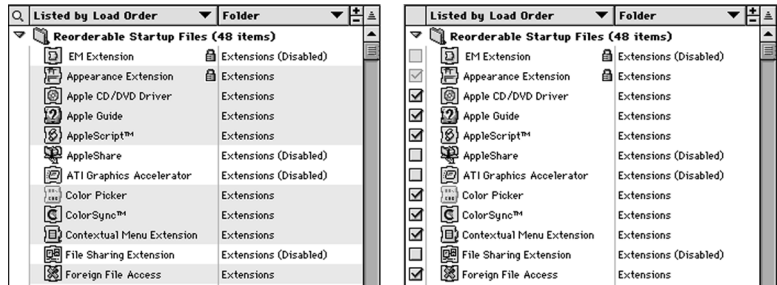 Listed by Load Order Folder
Reorderable Startup Files (48 items)
EM Extension Extensions (Disabled)
Appearance Extension Extensions
Apple CD/DVD Driver Extensions
Apple Guide Extensions
AppleScript™ Extensions
AppleShare Extensions (Disabled)
ATI Graphics Accelerator Extensions (Disabled)
Color Picker Extensions
ColorSync™ Extensions
Contextual Menu Extension Extensions
File Sharing Extension Extensions (Disabled)
Foreign File Access Extensions
Listed by Load Order Folder
Reorderable Startup Files (48 items)
EM Extension Extensions (Disabled)
Appearance Extension Extensions
Apple CD/DVD Driver Extensions
Apple Guide Extensions
AppleScript™ Extensions
AppleShare Extensions (Disabled)
ATI Graphics Accelerator Extensions (Disabled)
Color Picker Extensions
ColorSync™ Extensions
Contextual Menu Extension Extensions
File Sharing Extension Extensions (Disabled)
Foreign File Access Extensions